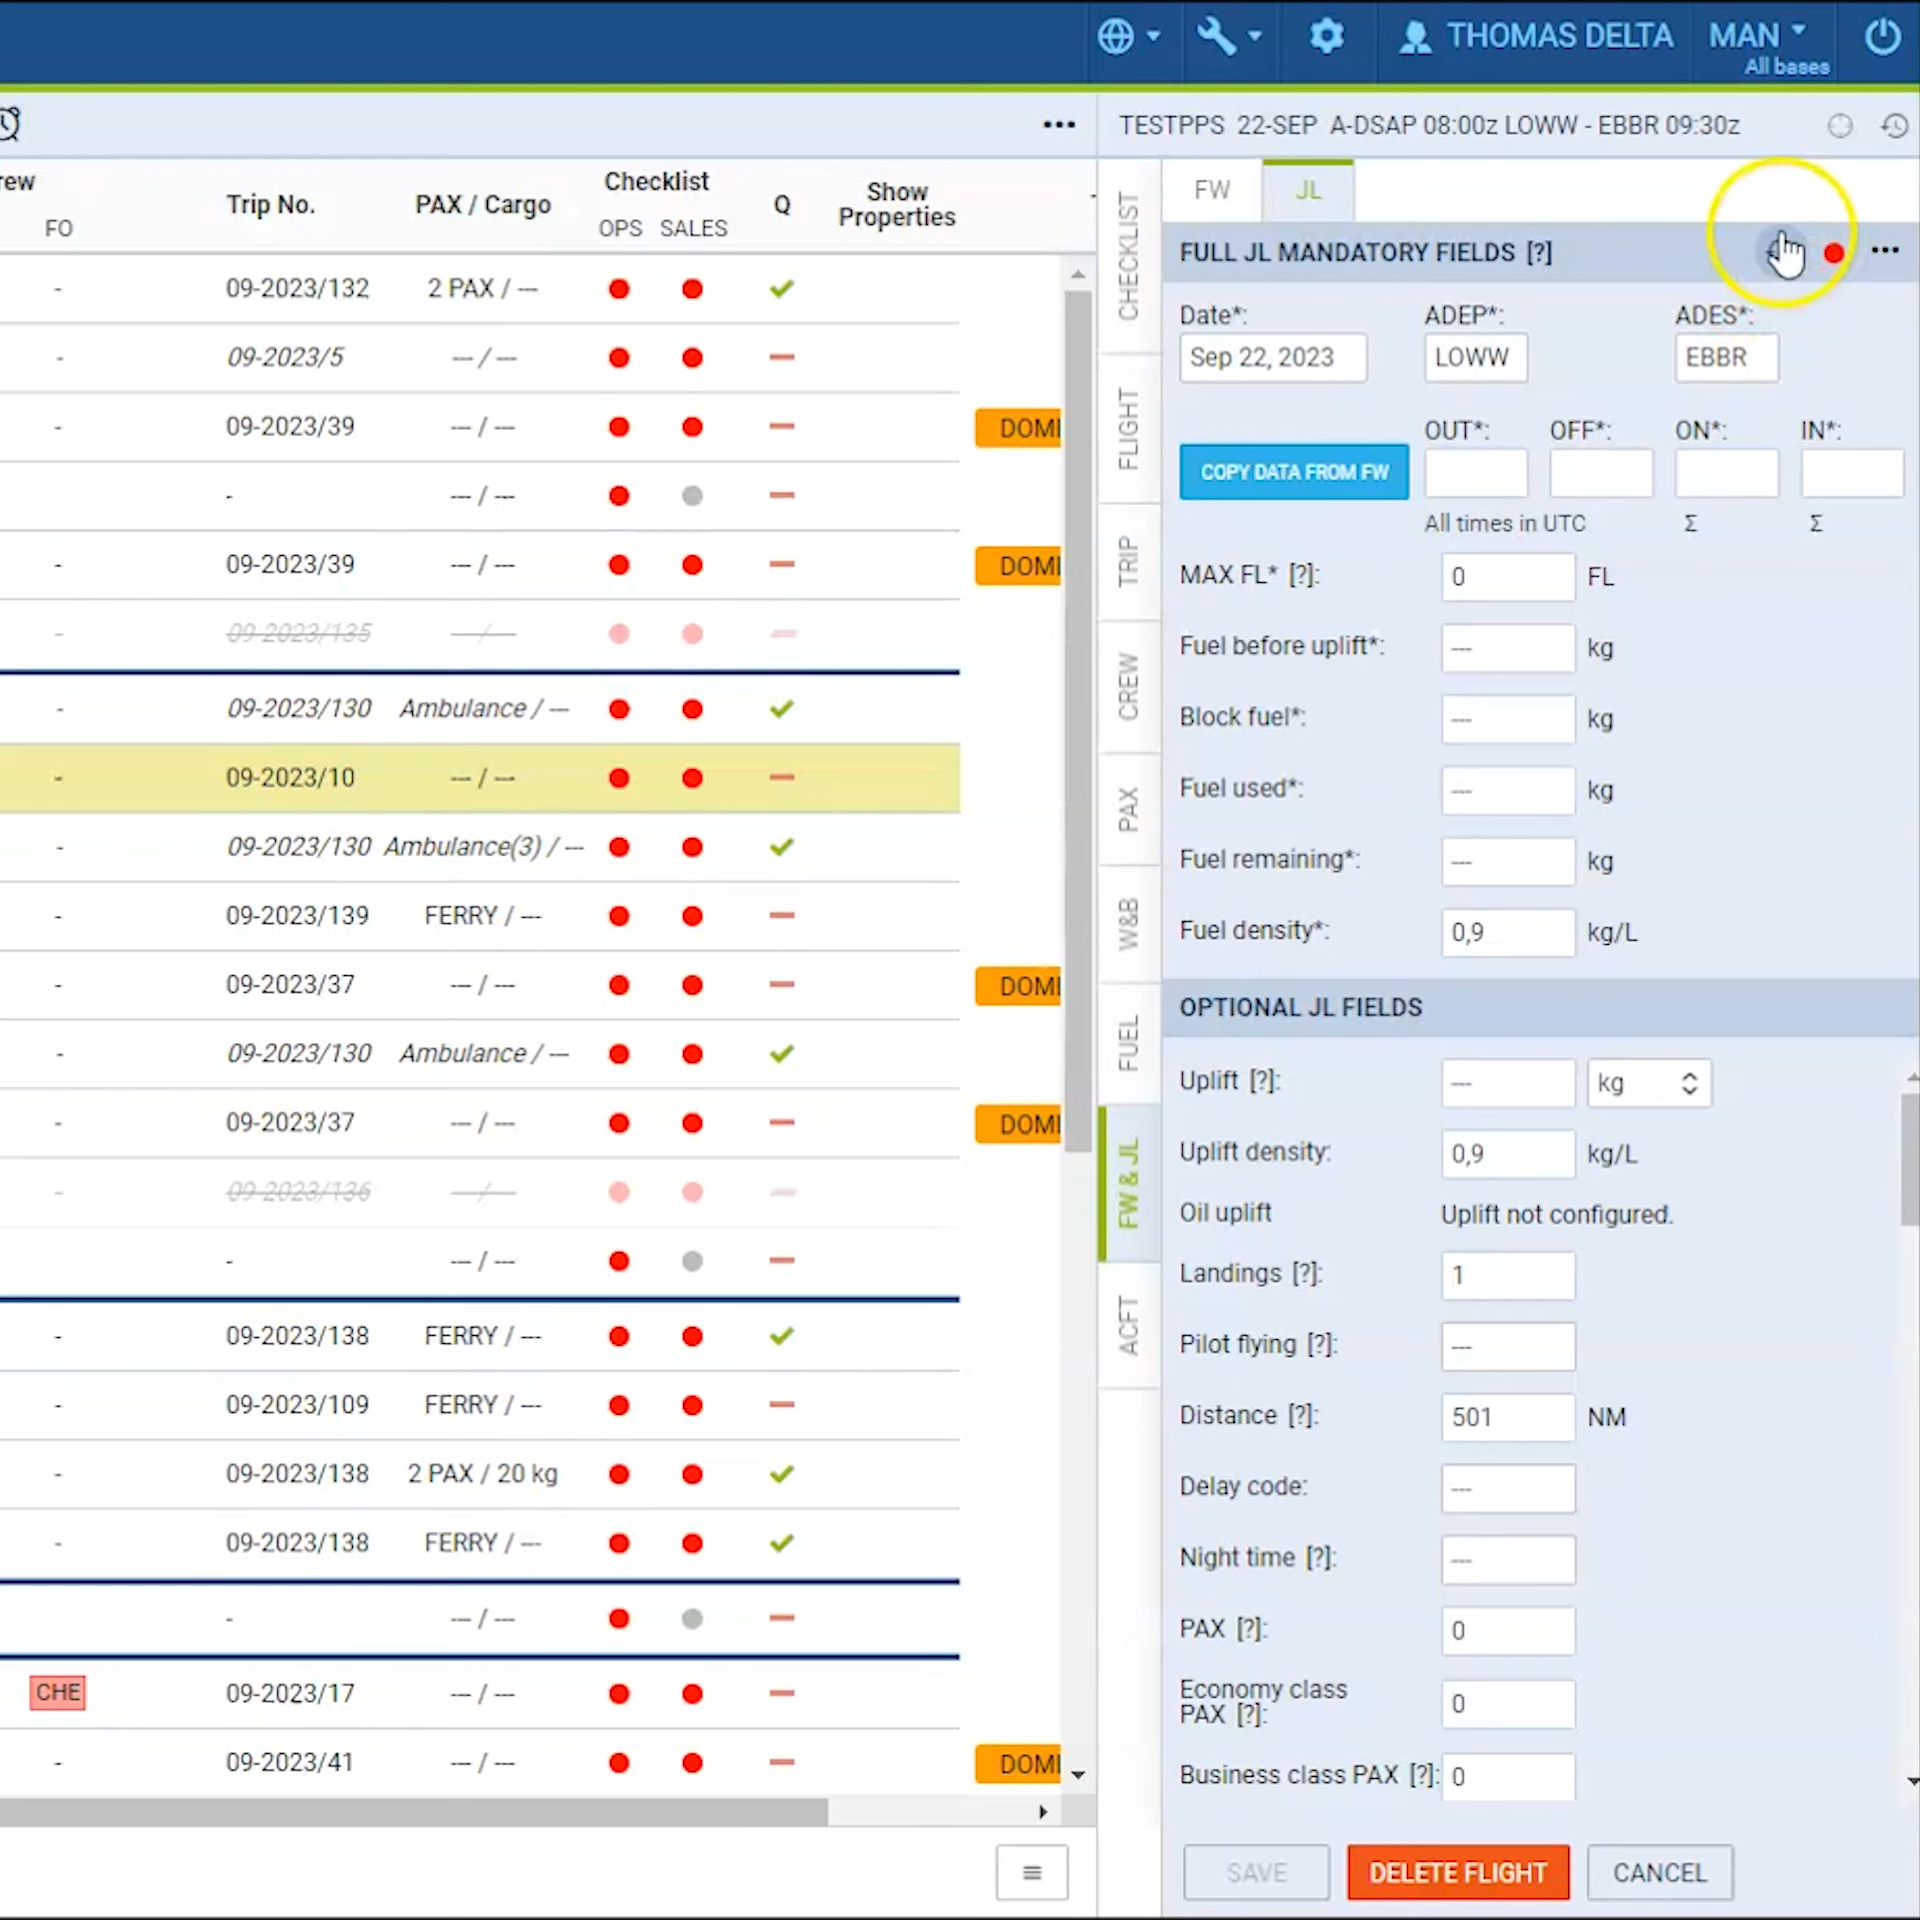 THOMAS DELTA MAN
All bases
TESTPPS 22-SEP A-DSAP 08:00z LOWW - EBBR 09:30z
rew Trip No. PAX / Cargo Checklist Q Show Properties
FO OPS SALES
- 09-2023/132 2 PAX / ---
- 09-2023/5 --- / ---
- 09-2023/39 --- / --- DOMI
- --- / ---
- 09-2023/39 --- / --- DOMI
- 09-2023/135 --- / ---
- 09-2023/130 Ambulance / ---
- 09-2023/10 --- / ---
- 09-2023/130 Ambulance(3) / ---
- 09-2023/139 FERRY / ---
- 09-2023/37 --- / --- DOMI
- 09-2023/130 Ambulance / ---
- 09-2023/37 --- / --- DOMI
- 09-2023/136 --- / ---
- --- / ---
- 09-2023/138 FERRY / ---
- 09-2023/109 FERRY / ---
- 09-2023/138 2 PAX / 20 kg
- 09-2023/138 FERRY / ---
- --- / ---
CHE 09-2023/17 --- / ---
- 09-2023/41 --- / --- DOMI
CHECKLIST
FLIGHT
TRIP
CREW
PAX
W&B
FUEL
FW & JL
ACFT
FW JL
FULL JL MANDATORY FIELDS [?]
Date*: ADEP*: ADES*:
Sep 22, 2023 LOWW EBBR
OUT*: OFF*: ON*: IN*:
COPY DATA FROM FW
All times in UTC Σ Σ
MAX FL* [?]: 0 FL
Fuel before uplift*: --- kg
Block fuel*: --- kg
Fuel used*: --- kg
Fuel remaining*: --- kg
Fuel density*: 0,9 kg/L
OPTIONAL JL FIELDS
Uplift [?]: --- kg
Uplift density: 0,9 kg/L
Oil uplift Uplift not configured.
Landings [?]: 1
Pilot flying [?]: ---
Distance [?]: 501 NM
Delay code: ---
Night time [?]: ---
PAX [?]: 0
Economy class
PAX [?]: 0
Business class PAX [?]: 0
SAVE DELETE FLIGHT CANCEL